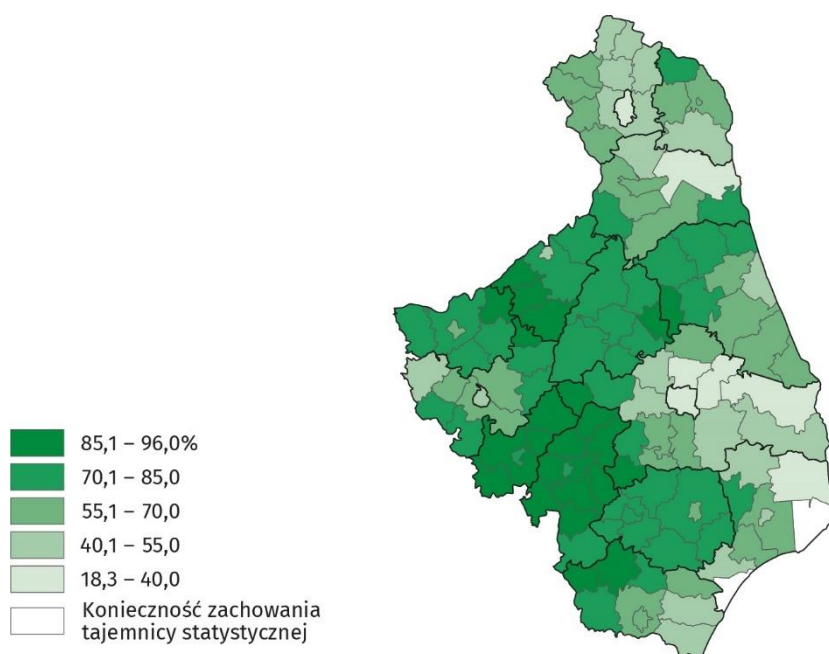 85,1 – 96,0%
70,1 – 85,0
55,1 – 70,0
40,1 – 55,0
18,3 – 40,0
Konieczność zachowania
tajemnicy statystycznej